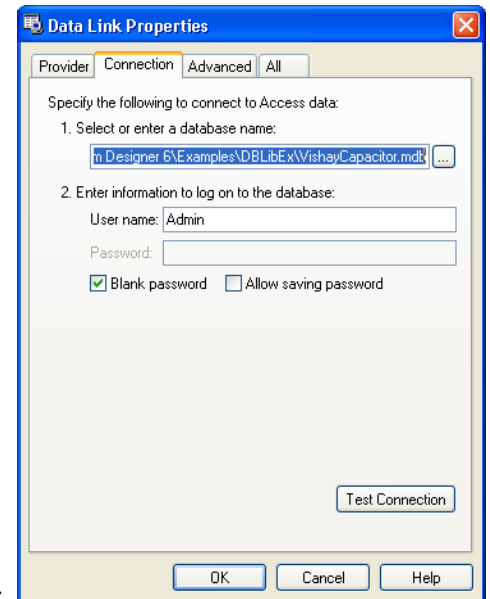 Data Link Properties
Provider Connection Advanced All
Specify the following to connect to Access data:
1. Select or enter a database name:
m Designer 6\Examples\DBLibEx\VishayCapacitor.mdb ...
2. Enter information to log on to the database:
User name: Admin
Password:
Blank password Allow saving password
Test Connection
OK Cancel Help